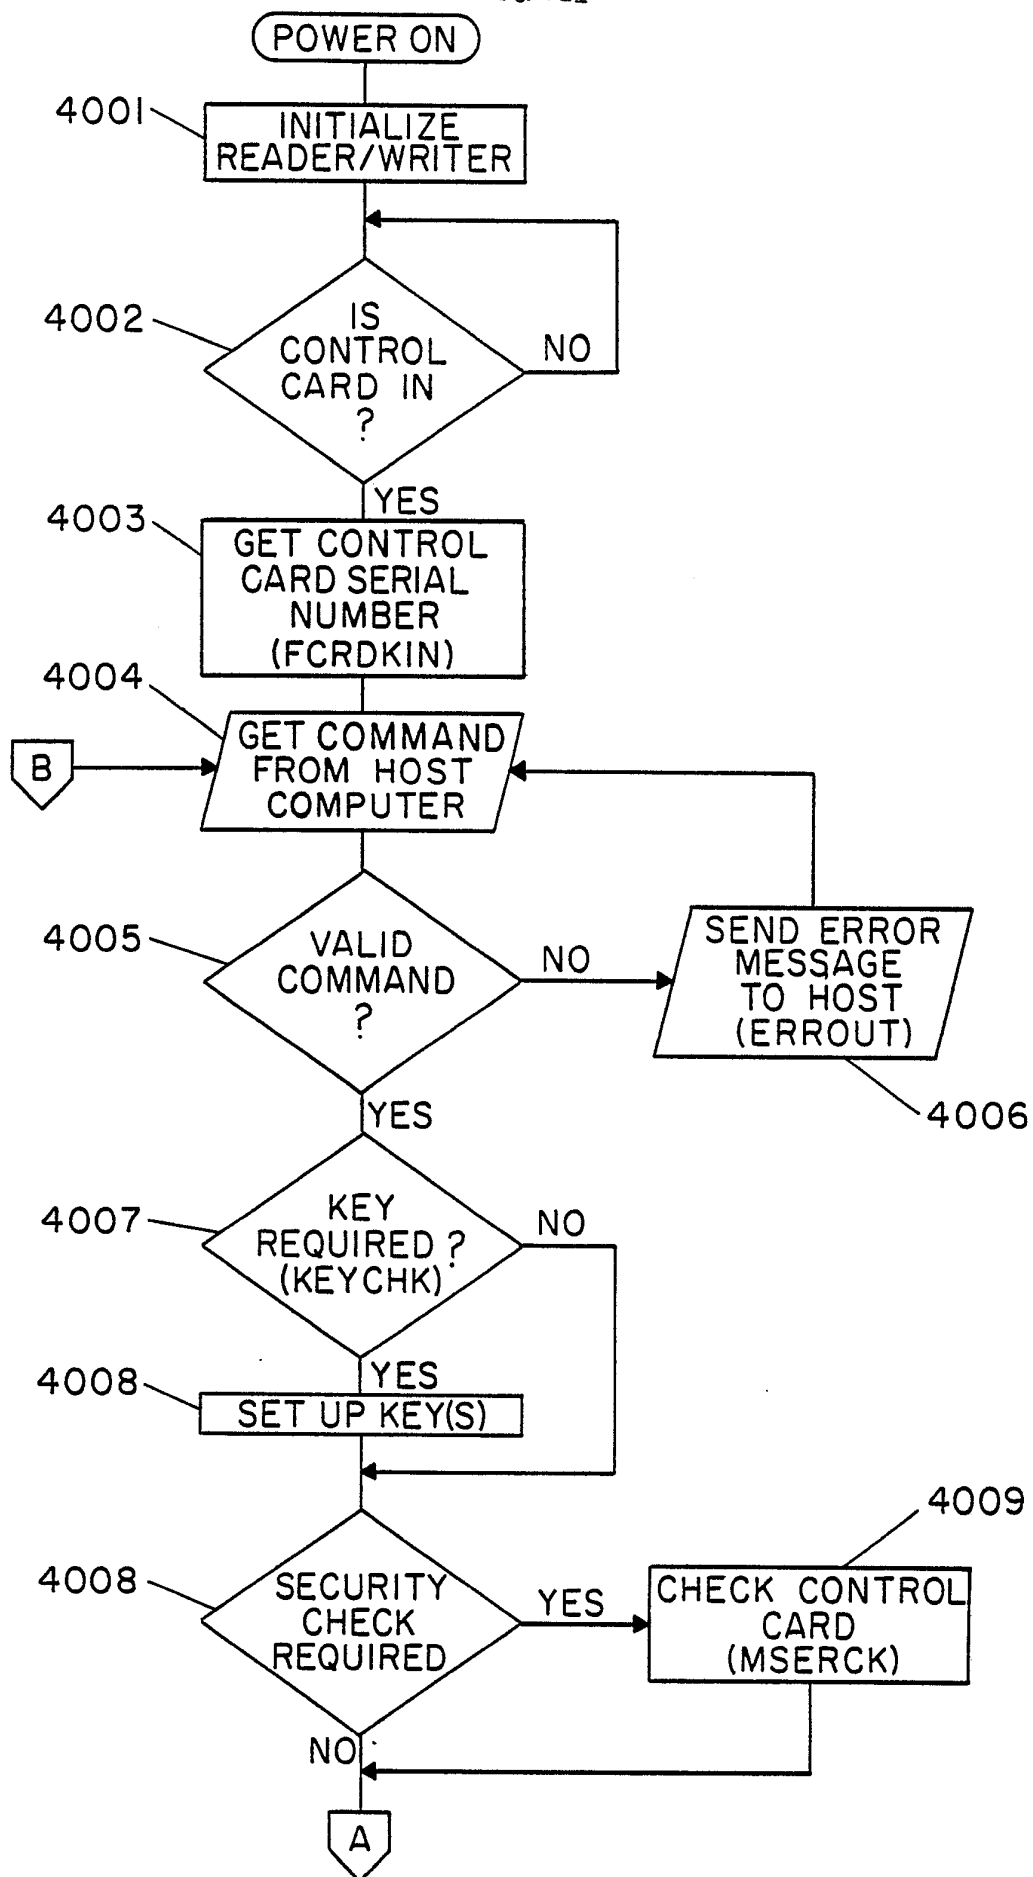 POWER ON
4001
INITIALIZE
READER/WRITER
4002
IS
CONTROL
CARD IN
?
NO
YES
4003
GET CONTROL
CARD SERIAL
NUMBER
(FCRDKIN)
4004
B
GET COMMAND
FROM HOST
COMPUTER
4005
VALID
COMMAND
?
NO
SEND ERROR
MESSAGE
TO HOST
(ERROUT)
4006
YES
4007
KEY
REQUIRED ?
(KEYCHK)
NO
YES
4008
SET UP KEY(S)
4008
SECURITY
CHECK
REQUIRED
YES
4009
CHECK CONTROL
CARD
(MSERCK)
NO
A